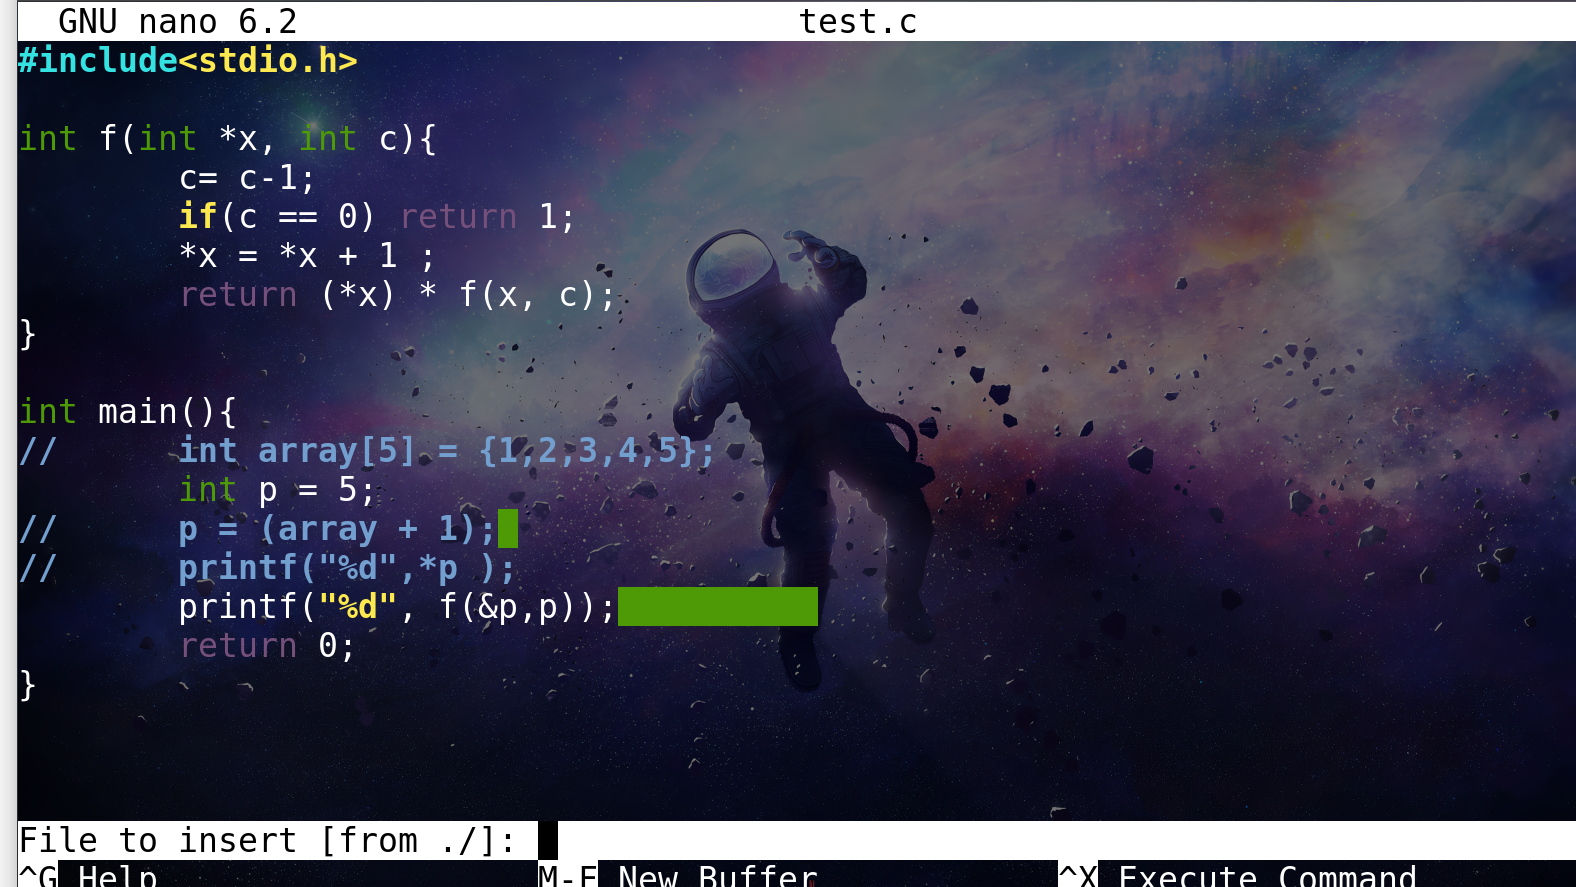 GNU nano 6.2 test.c
#include<stdio.h>
int f(int *x, int c){
c= c-1;
if(c == 0) return 1;
*x = *x + 1 ;
return (*x) * f(x, c);
}
int main(){
// int array[5] = {1,2,3,4,5};
int p = 5;
// p = (array + 1);
// printf("%d",*p );
printf("%d", f(&p,p));
return 0;
}
File to insert [from ./]:
^G Help M-F New Buffer ^X Execute Command